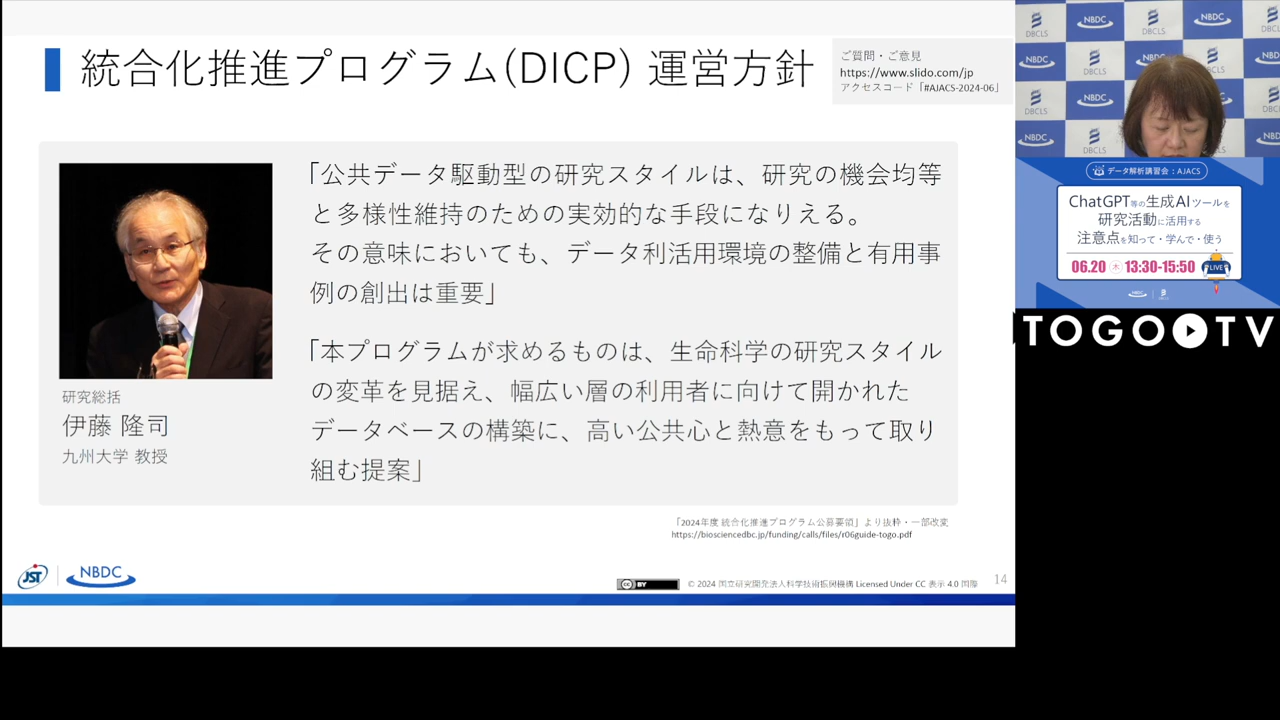 統合化推進プログラム(DICP) 運営方針
ご質問・ご意見
https://www.slido.com/jp
アクセスコード「#AJACS-2024-06」
「公共データ駆動型の研究スタイルは、研究の機会均等
と多様性維持のための実効的な手段になりえる。
その意味においても、データ利活用環境の整備と有用事
例の創出は重要」
「本プログラムが求めるものは、生命科学の研究スタイル
の変革を見据え、幅広い層の利用者に向けて開かれた
データベースの構築に、高い公共心と熱意をもって取り
組む提案」
研究総括
伊藤 隆司
九州大学 教授
「2024年度 統合化推進プログラム公募要領」より抜粋・一部改変
https://biosciencedbc.jp/funding/calls/files/r06guide-togo.pdf
JST
NBDC
cc BY
© 2024 国立研究開発法人科学技術振興機構 Licensed Under CC 表示 4.0 国際
14
DBCLS
NBDC
DBCLS
NBDC
NBDC
DBCLS
NBDC
DBCLS
NBDC
NBDC
DBCLS
NBDC
データ解析講習会：AJACS
ChatGPT等の生成AIツールを
研究活動に活用する
注意点を知って・学んで・使う
06.20 木 13:30-15:50
LIVE
NBDC
TOGO TV